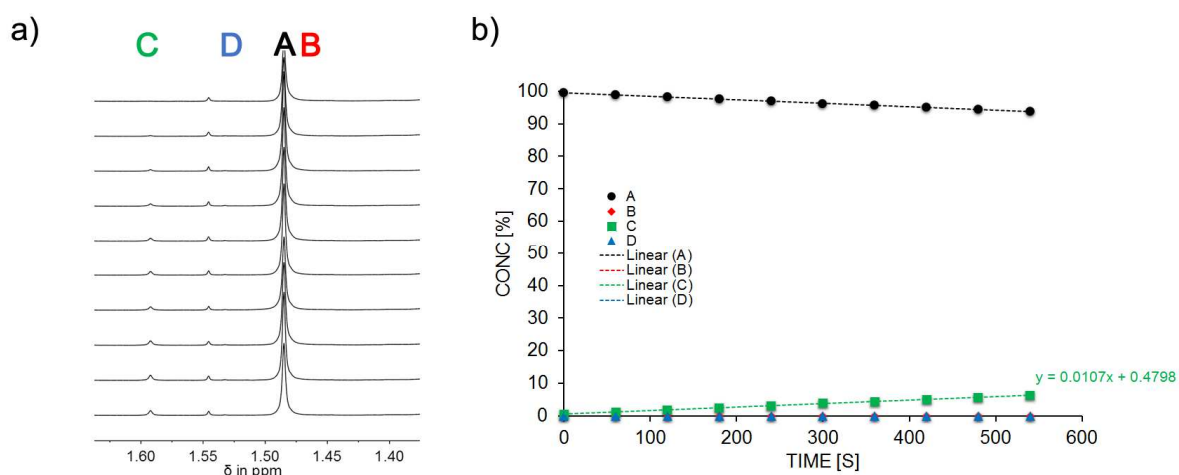 a)
C D A B
1.60 1.55 1.50 1.45 1.40
δ in ppm
b)
CONC [%]
100
90
80
70
60
50
40
30
20
10
0
A
B
C
D
Linear (A)
Linear (B)
Linear (C)
Linear (D)
y = 0.0107x + 0.4798
0 100 200 300 400 500 600
TIME [S]